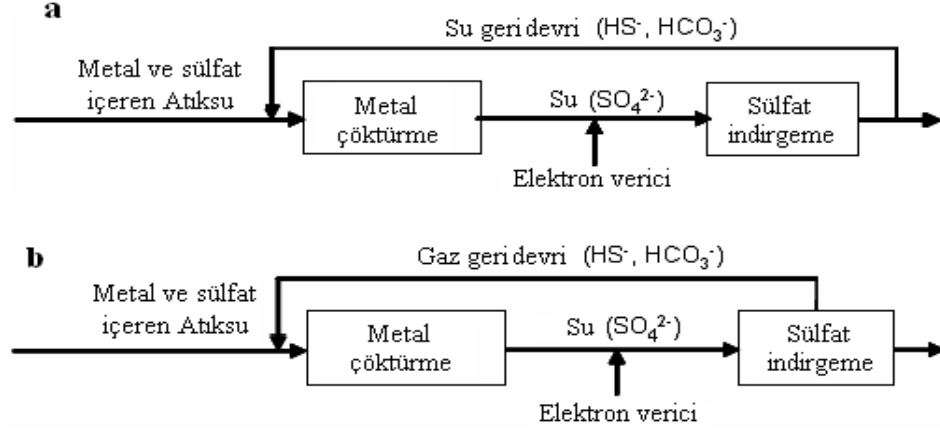 a
Su geri devri (HS⁻, HCO₃⁻)
Metal ve sülfat
içeren Atıksu
Metal
çöktürme
Su (SO₄²⁻)
Sülfat
indirgeme
Elektron verici
b
Gaz geri devri (HS⁻, HCO₃⁻)
Metal ve sülfat
içeren Atıksu
Metal
çöktürme
Su (SO₄²⁻)
Sülfat
indirgeme
Elektron verici